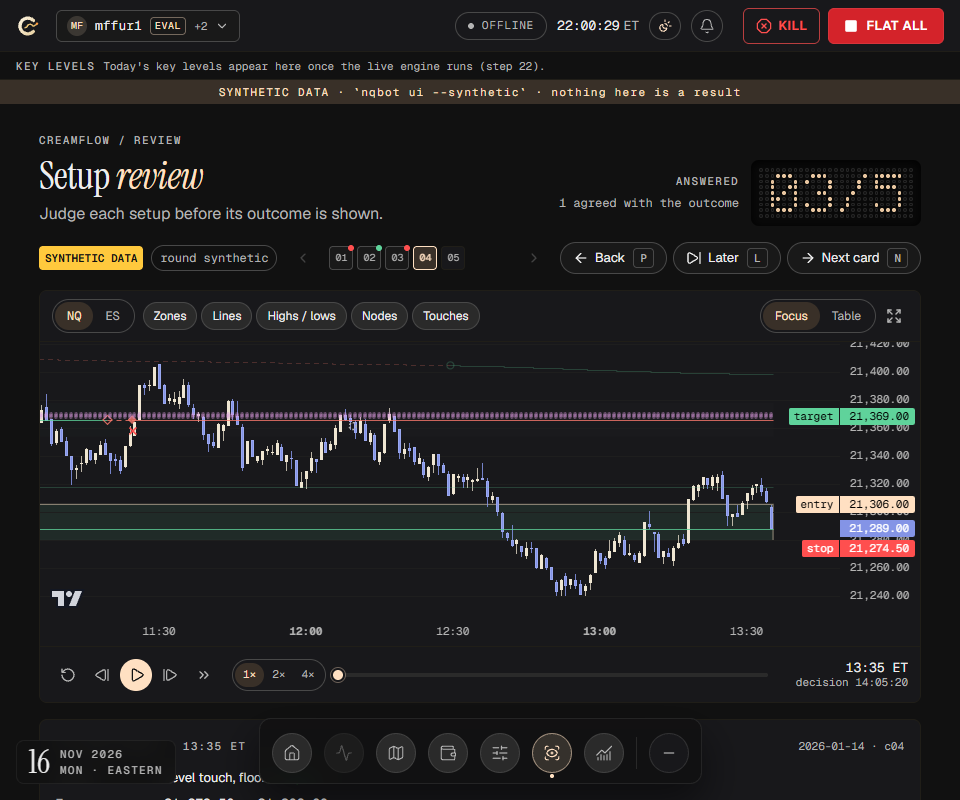 MF mffur1 EVAL +2
OFFLINE 22:00:29 ET KILL FLAT ALL
KEY LEVELS Today's key levels appear here once the live engine runs (step 22).
SYNTHETIC DATA · `nqbot ui --synthetic` · nothing here is a result
CREAMFLOW / REVIEW
Setup review
Judge each setup before its outcome is shown.
ANSWERED
1 agreed with the outcome
03/5
SYNTHETIC DATA round synthetic 01 02 03 04 05 Back P Later L Next card N
NQ ES Zones Lines Highs / lows Nodes Touches Focus Table
21,420.00
21,400.00
21,380.00
target 21,369.00
21,360.00
21,340.00
21,320.00
entry 21,306.00
21,289.00
stop 21,274.50
21,260.00
21,240.00
11:30 12:00 12:30 13:00 13:30
1× 2× 4×
13:35 ET
decision 14:05:20
13:35 ET 2026-01-14 · c04
16 NOV 2026
MON · EASTERN
evel touch, floo